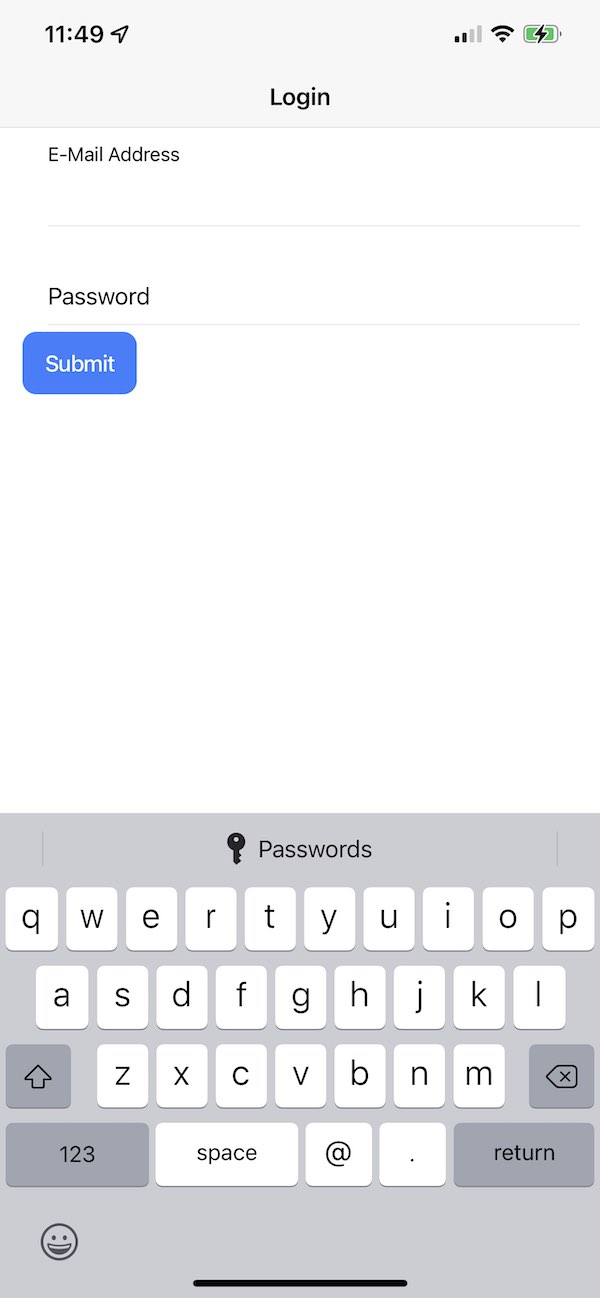 11:49
Login
E-Mail Address
Password
Submit
Passwords
q w e r t y u i o p
a s d f g h j k l
z x c v b n m
123 space @ . return